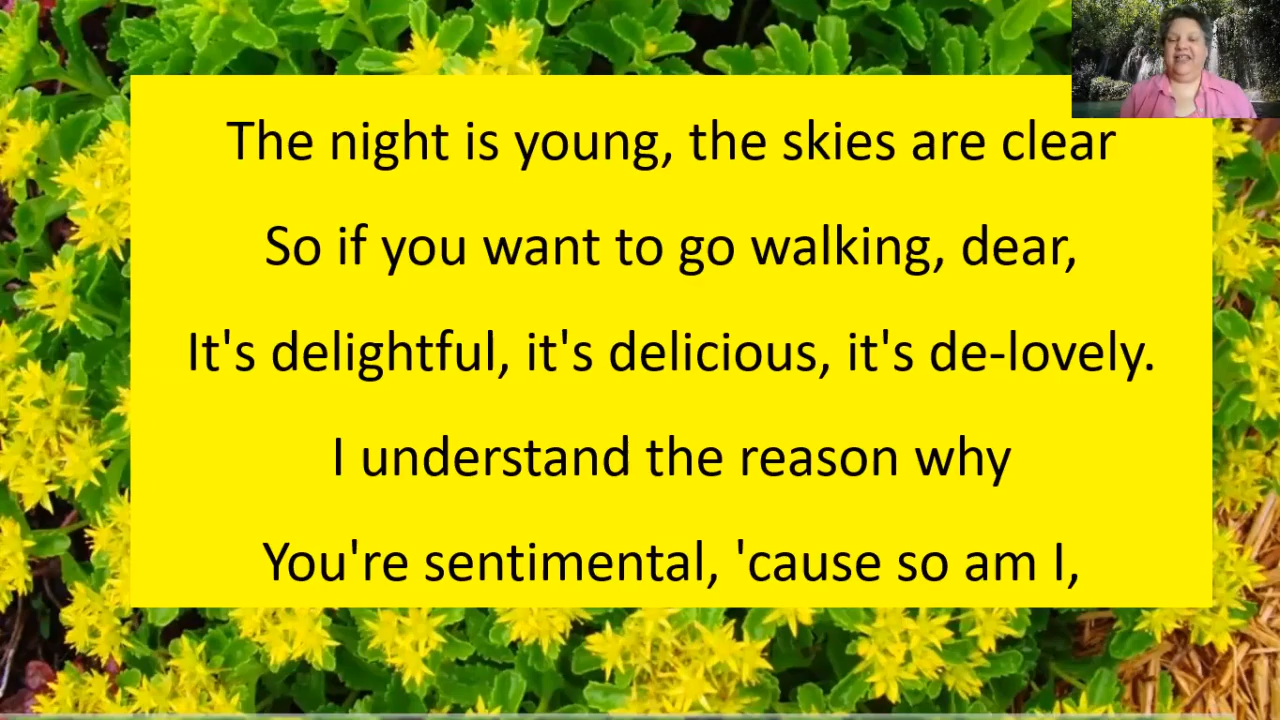 The night is young, the skies are clear
So if you want to go walking, dear,
It's delightful, it's delicious, it's de-lovely.
I understand the reason why
You're sentimental, 'cause so am I,